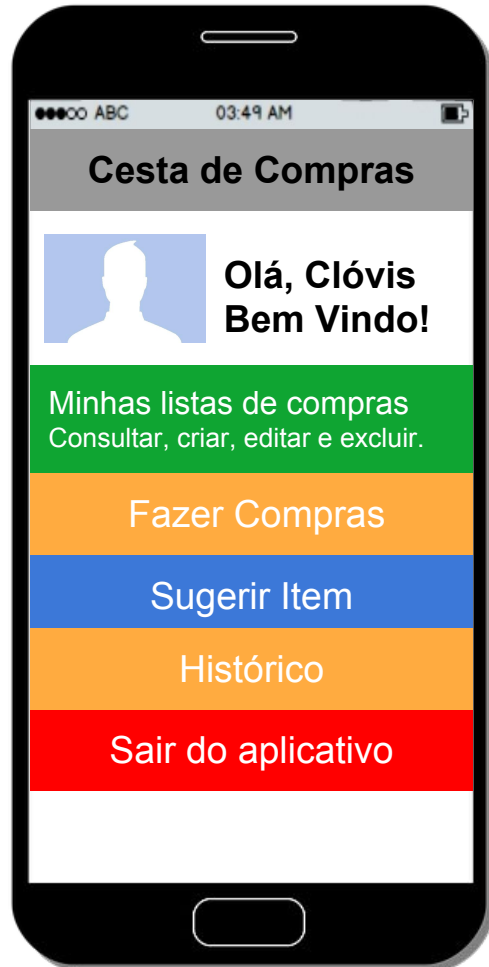 ABC 03:49 AM
Cesta de Compras
Olá, Clóvis
Bem Vindo!
Minhas listas de compras
Consultar, criar, editar e excluir.
Fazer Compras
Sugerir Item
Histórico
Sair do aplicativo